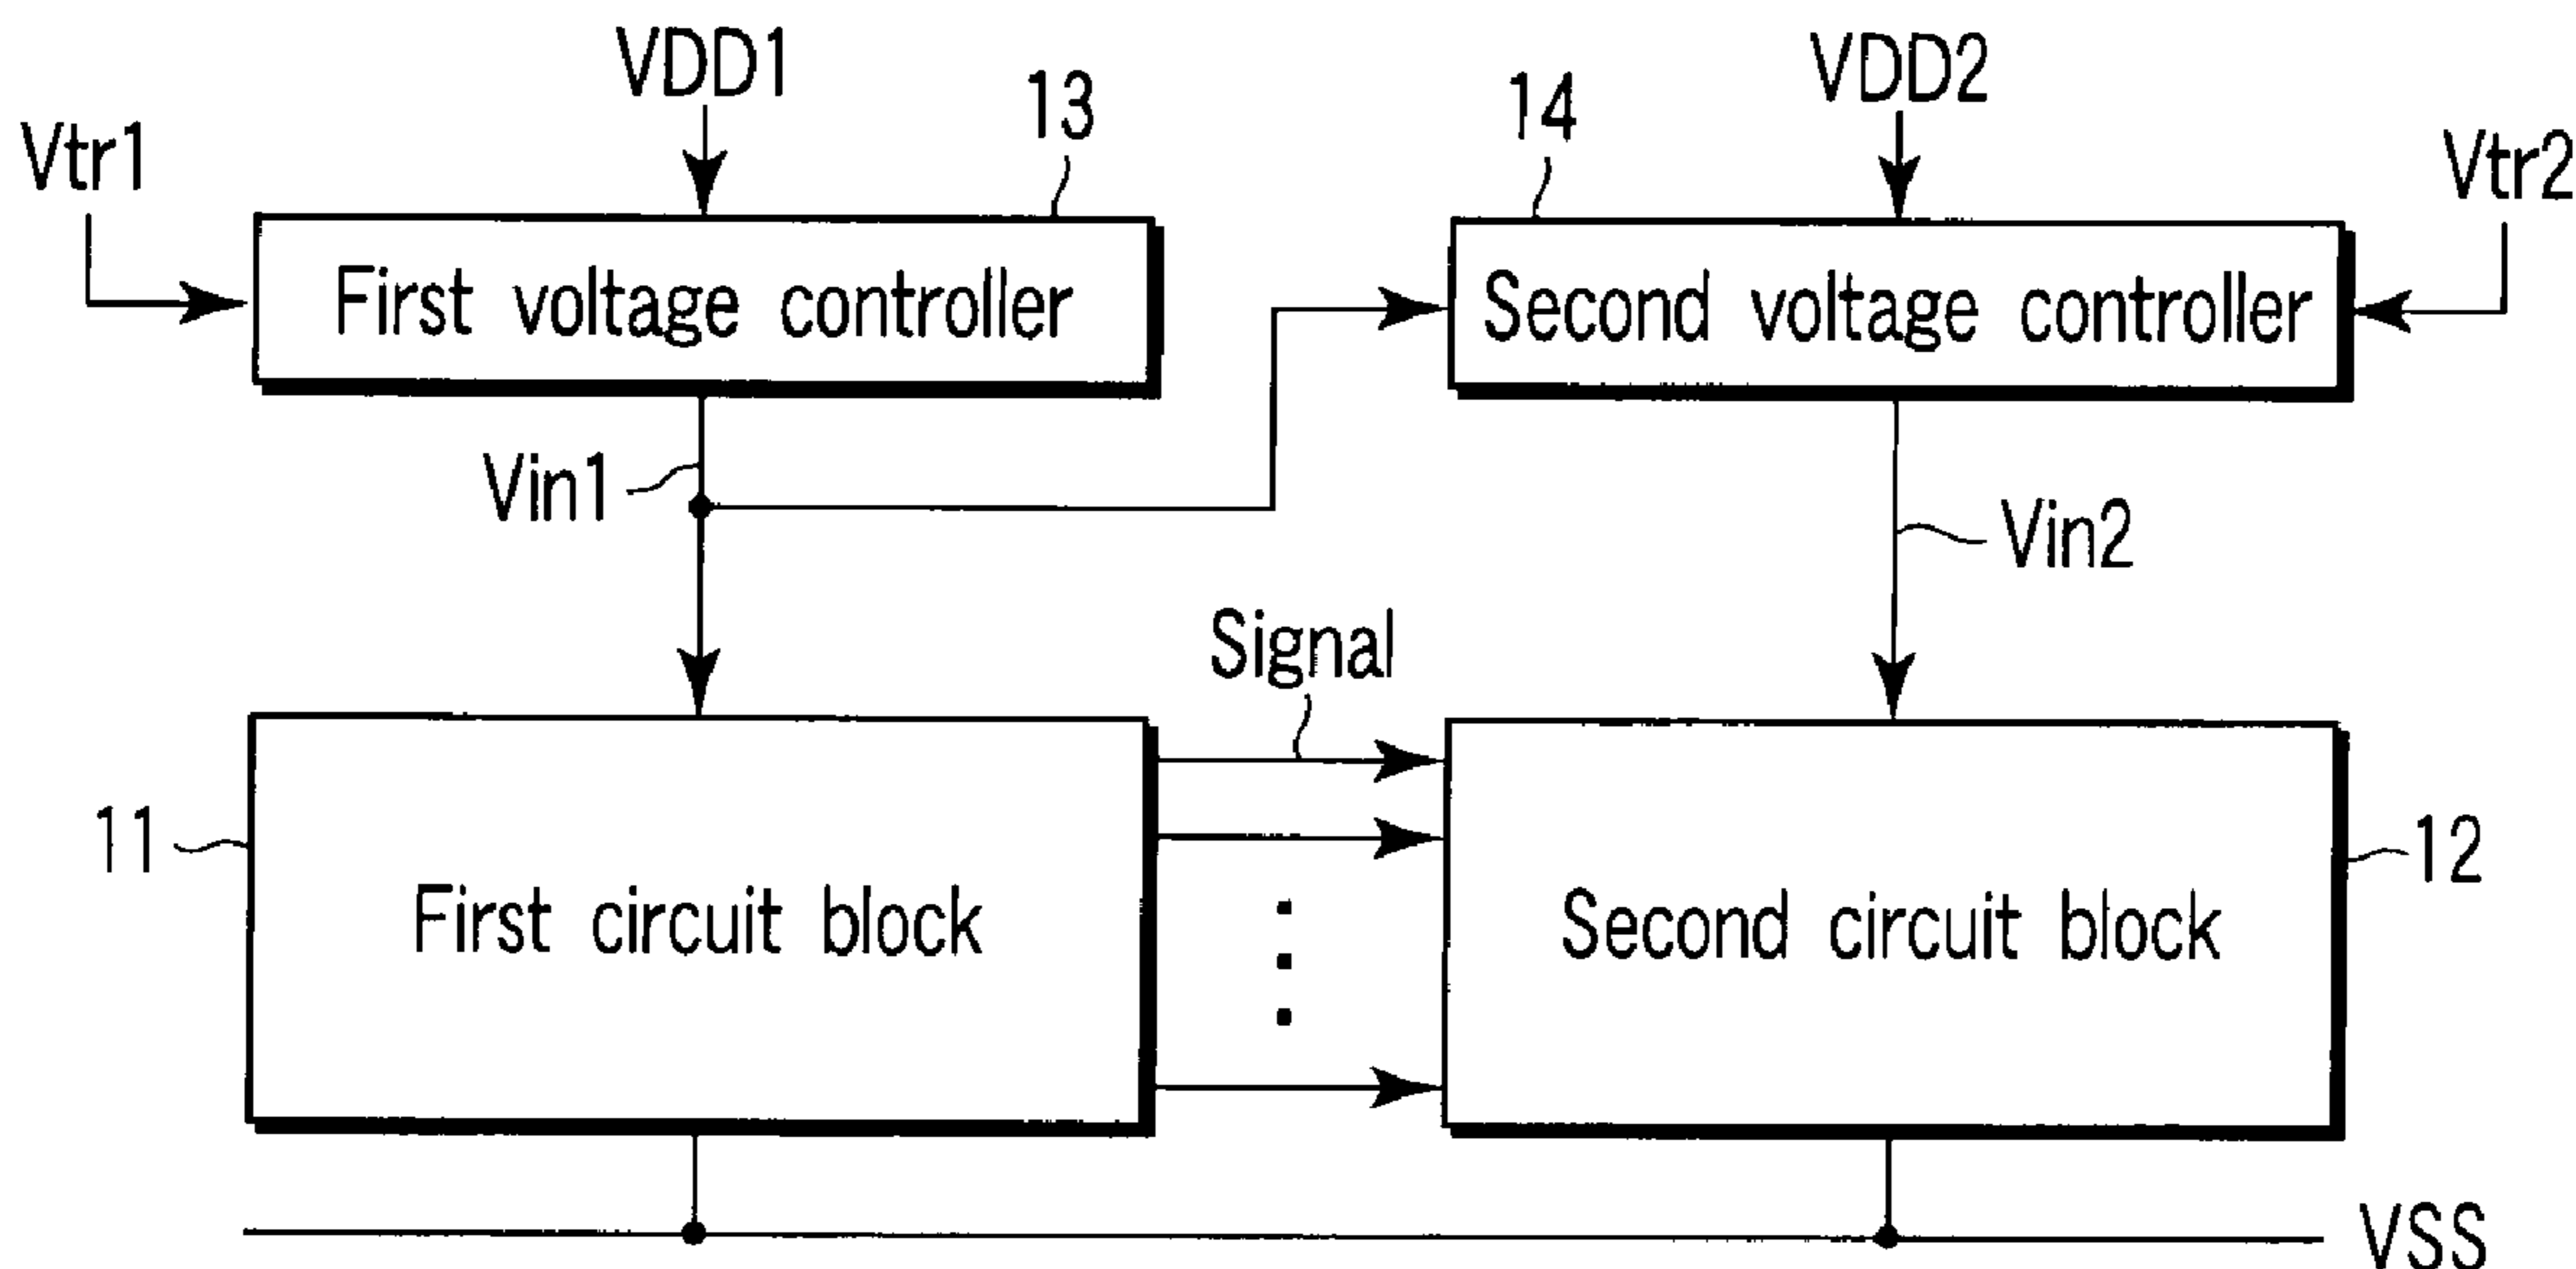 VDD1
VDD2
13
14
Vtr1
Vtr2
First voltage controller
Second voltage controller
Vin1
Vin2
Signal
11
12
First circuit block
Second circuit block
VSS